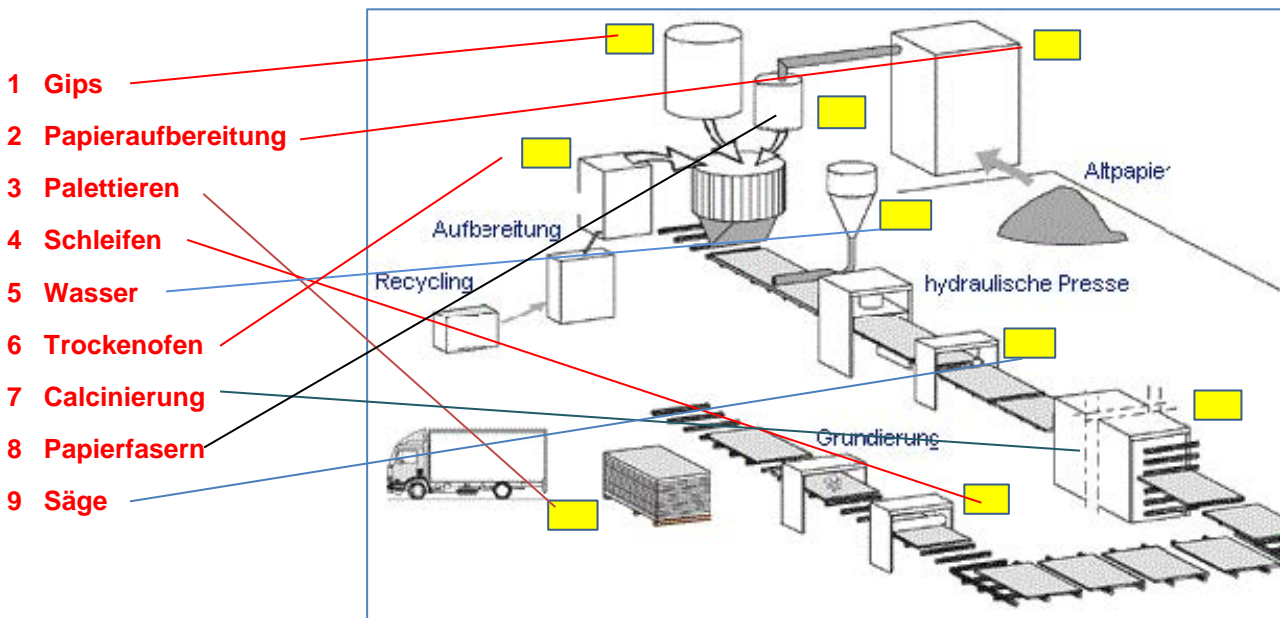 1 Gips
2 Papieraufbereitung
3 Palettieren
4 Schleifen
5 Wasser
6 Trockenofen
7 Calcinierung
8 Papierfasern
9 Säge
Altpapier
Aufbereitung
Recycling
hydraulische Presse
Grundierung